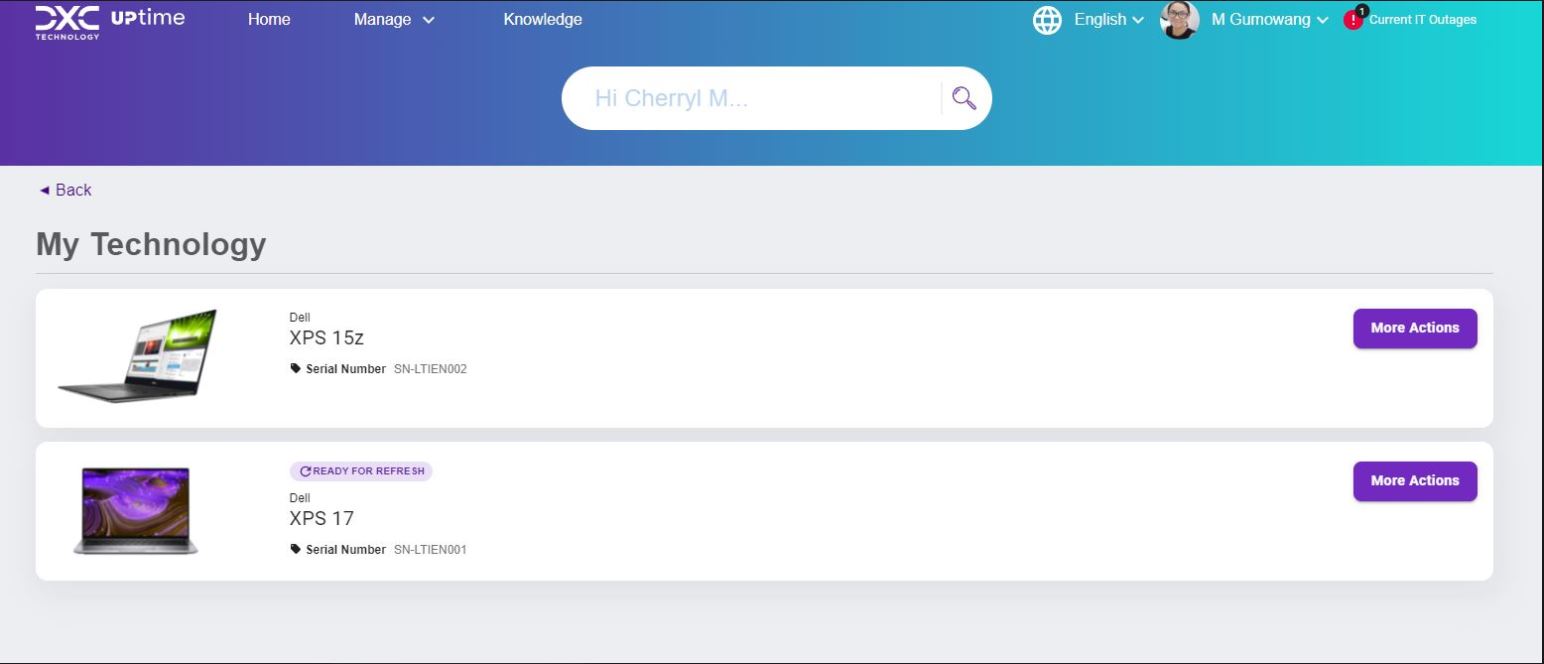 DXC UPtime Home Manage Knowledge English M Gumowang ! 1 Current IT Outages
TECHNOLOGY
Hi Cherryl M...
◄ Back
My Technology
Dell
XPS 15z
Serial Number SN-LTIEN002
More Actions
READY FOR REFRESH
Dell
XPS 17
Serial Number SN-LTIEN001
More Actions